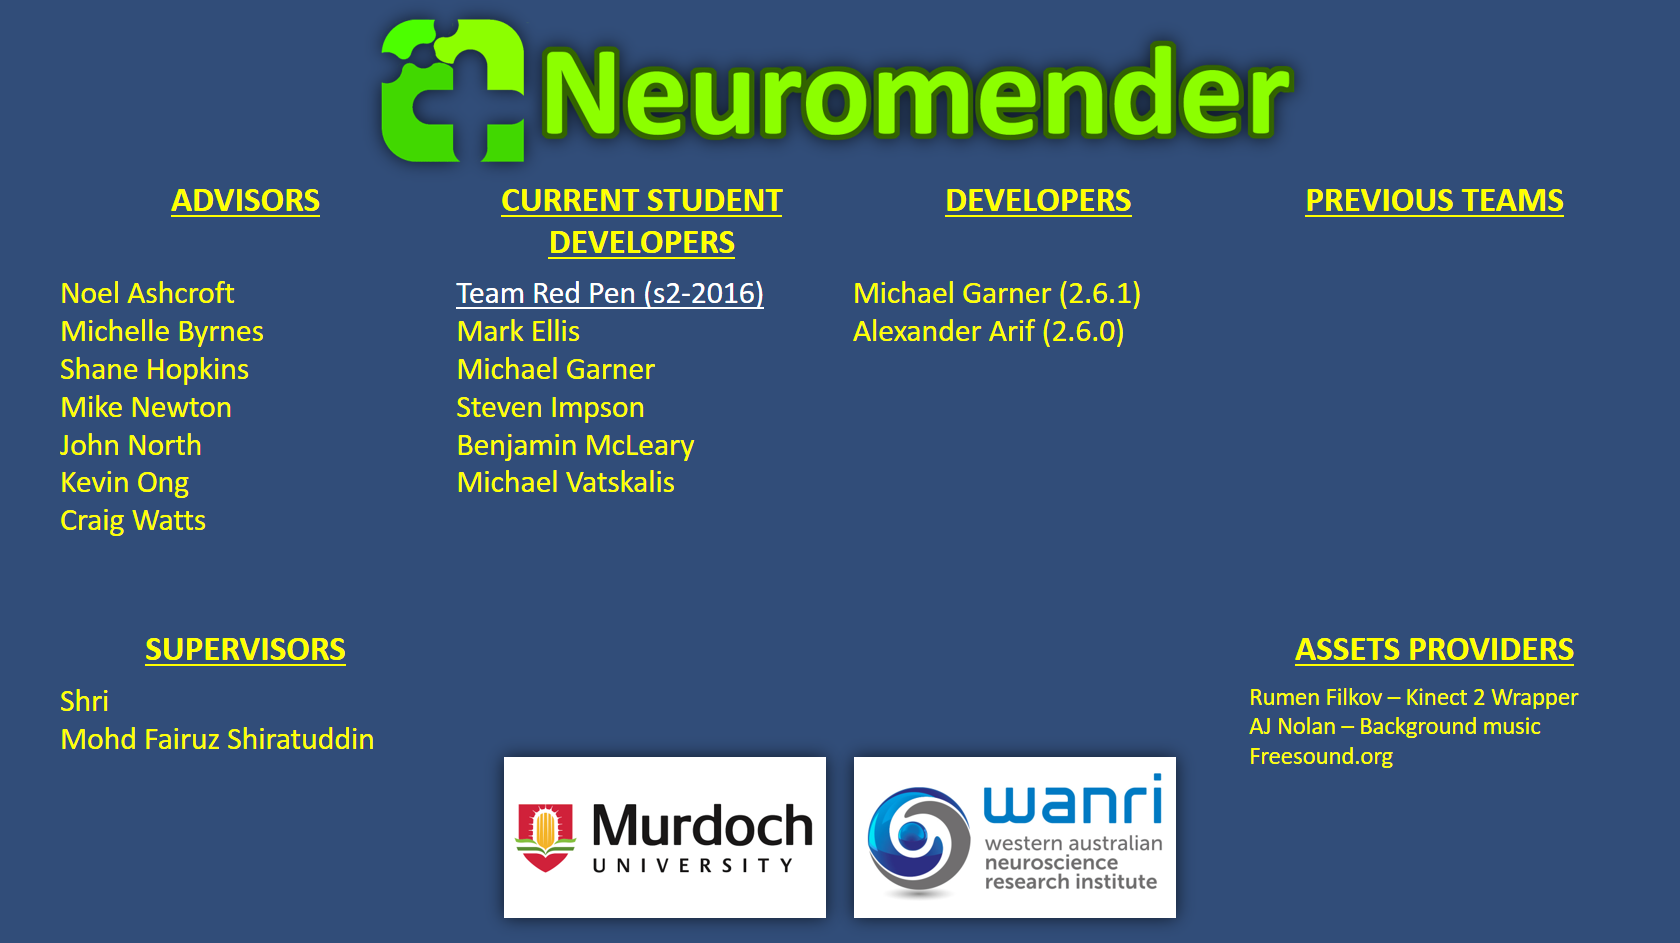 Neuromender
ADVISORS
Noel Ashcroft
Michelle Byrnes
Shane Hopkins
Mike Newton
John North
Kevin Ong
Craig Watts
CURRENT STUDENT
DEVELOPERS
Team Red Pen (s2-2016)
Mark Ellis
Michael Garner
Steven Impson
Benjamin McLeary
Michael Vatskalis
DEVELOPERS
Michael Garner (2.6.1)
Alexander Arif (2.6.0)
PREVIOUS TEAMS
SUPERVISORS
Shri
Mohd Fairuz Shiratuddin
ASSETS PROVIDERS
Rumen Filkov – Kinect 2 Wrapper
AJ Nolan – Background music
Freesound.org
Murdoch
UNIVERSITY
wanri
western australian
neuroscience
research institute